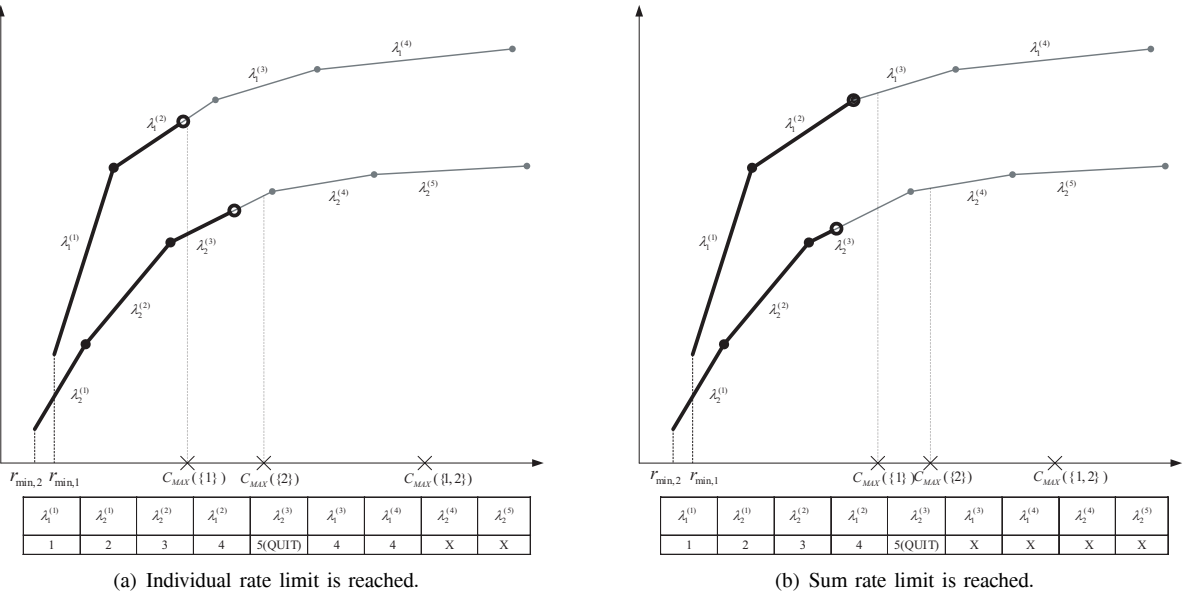 λ₁⁽⁴⁾
λ₁⁽³⁾
λ₁⁽²⁾
λ₂⁽⁴⁾ λ₂⁽⁵⁾
λ₁⁽¹⁾ λ₂⁽³⁾
λ₂⁽²⁾
λ₂⁽¹⁾
r_min,2 r_min,1 C_MAX({1}) C_MAX({2}) C_MAX({1,2})
λ₁⁽¹⁾ λ₂⁽¹⁾ λ₂⁽²⁾ λ₁⁽²⁾ λ₂⁽³⁾ λ₁⁽³⁾ λ₁⁽⁴⁾ λ₂⁽⁴⁾ λ₂⁽⁵⁾
1 2 3 4 5(QUIT) 4 4 X X
(a) Individual rate limit is reached.
λ₁⁽⁴⁾
λ₁⁽³⁾
λ₁⁽²⁾
λ₂⁽⁴⁾ λ₂⁽⁵⁾
λ₁⁽¹⁾ λ₂⁽³⁾
λ₂⁽²⁾
λ₂⁽¹⁾
r_min,2 r_min,1 C_MAX({1}) C_MAX({2}) C_MAX({1,2})
λ₁⁽¹⁾ λ₂⁽¹⁾ λ₂⁽²⁾ λ₁⁽²⁾ λ₂⁽³⁾ λ₁⁽³⁾ λ₁⁽⁴⁾ λ₂⁽⁴⁾ λ₂⁽⁵⁾
1 2 3 4 5(QUIT) X X X X
(b) Sum rate limit is reached.